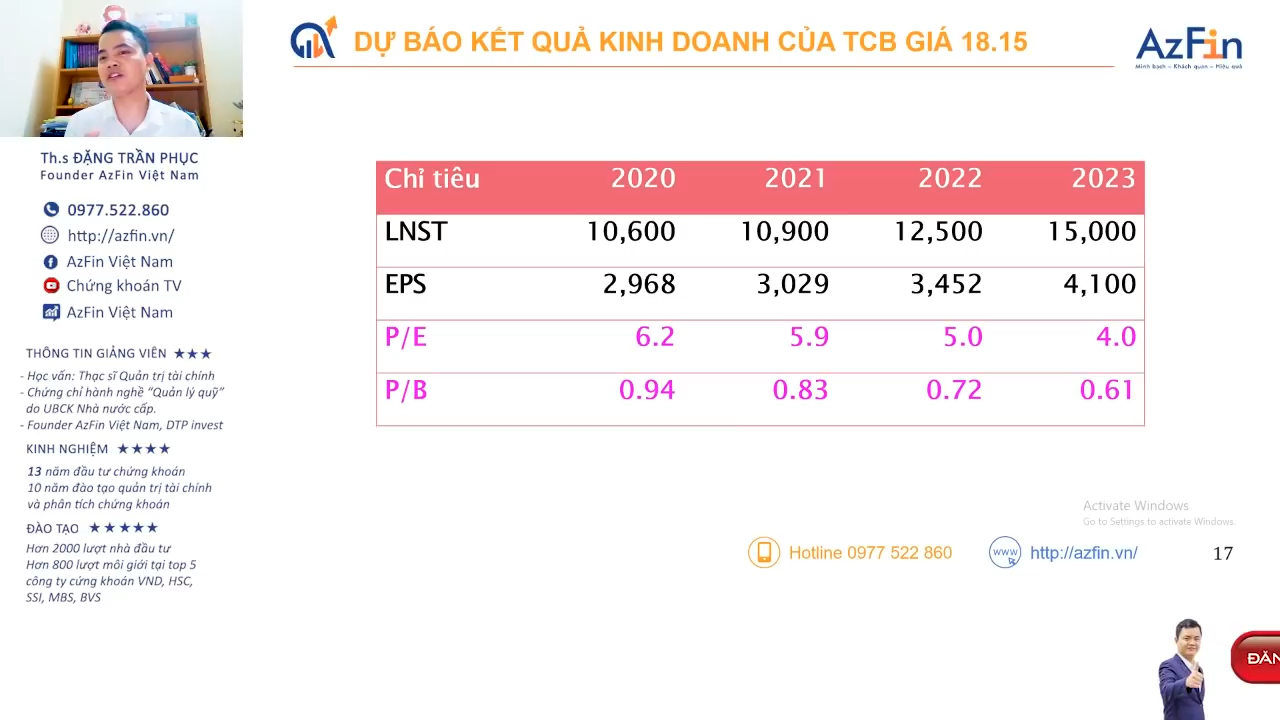 DỰ BÁO KẾT QUẢ KINH DOANH CỦA TCB GIÁ 18.15
AzFin
Minh bạch – Khách quan – Hiệu quả
Th.s ĐẶNG TRẦN PHỤC
Founder AzFin Việt Nam
0977.522.860
http://azfin.vn/
AzFin Việt Nam
Chứng khoán TV
AzFin Việt Nam
THÔNG TIN GIẢNG VIÊN ★★★
- Học vấn: Thạc sĩ Quản trị tài chính
- Chứng chỉ hành nghề “Quản lý quỹ”
do UBCK Nhà nước cấp.
- Founder AzFin Việt Nam, DTP invest
KINH NGHIỆM ★★★★
13 năm đầu tư chứng khoán
10 năm đào tạo quản trị tài chính
và phân tích chứng khoán
ĐÀO TẠO ★★★★★
Hơn 2000 lượt nhà đầu tư
Hơn 800 lượt môi giới tại top 5
công ty cứng khoán VND, HSC,
SSI, MBS, BVS
Chỉ tiêu 2020 2021 2022 2023
LNST 10,600 10,900 12,500 15,000
EPS 2,968 3,029 3,452 4,100
P/E 6.2 5.9 5.0 4.0
P/B 0.94 0.83 0.72 0.61
Activate Windows
Go to Settings to activate Windows.
Hotline 0977 522 860 www http://azfin.vn/ 17
ĐĂN